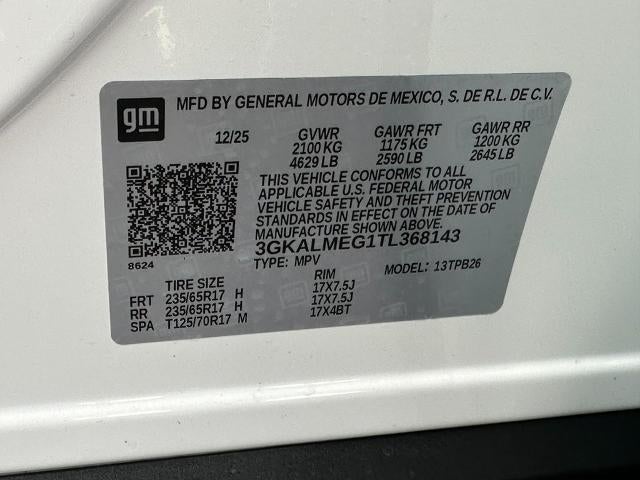 gm MFD BY GENERAL MOTORS DE MEXICO, S. DE R.L. DE C.V.
12/25 GVWR GAWR FRT GAWR RR
2100 KG 1175 KG 1200 KG
4629 LB 2590 LB 2645 LB
THIS VEHICLE CONFORMS TO ALL
APPLICABLE U.S. FEDERAL MOTOR
VEHICLE SAFETY AND THEFT PREVENTION
STANDARDS IN EFFECT ON THE DATE OF
MANUFACTURE SHOWN ABOVE.
3GKALMEG1TL368143
8624
TYPE: MPV MODEL: 13TPB26
TIRE SIZE RIM
FRT 235/65R17 H 17X7.5J
RR 235/65R17 H 17X7.5J
SPA T125/70R17 M 17X4BT